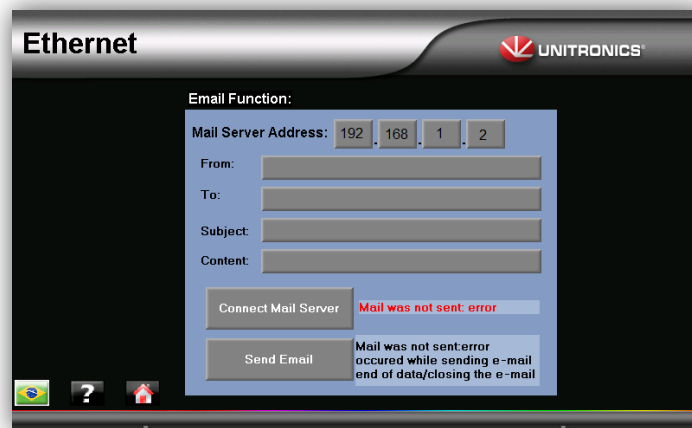 Ethernet
UNITRONICS®
Email Function:
Mail Server Address: 192 . 168 . 1 . 2
From:
To:
Subject:
Content:
Connect Mail Server
Mail was not sent: error
Send Email
Mail was not sent:error
occured while sending e-mail
end of data/closing the e-mail
?